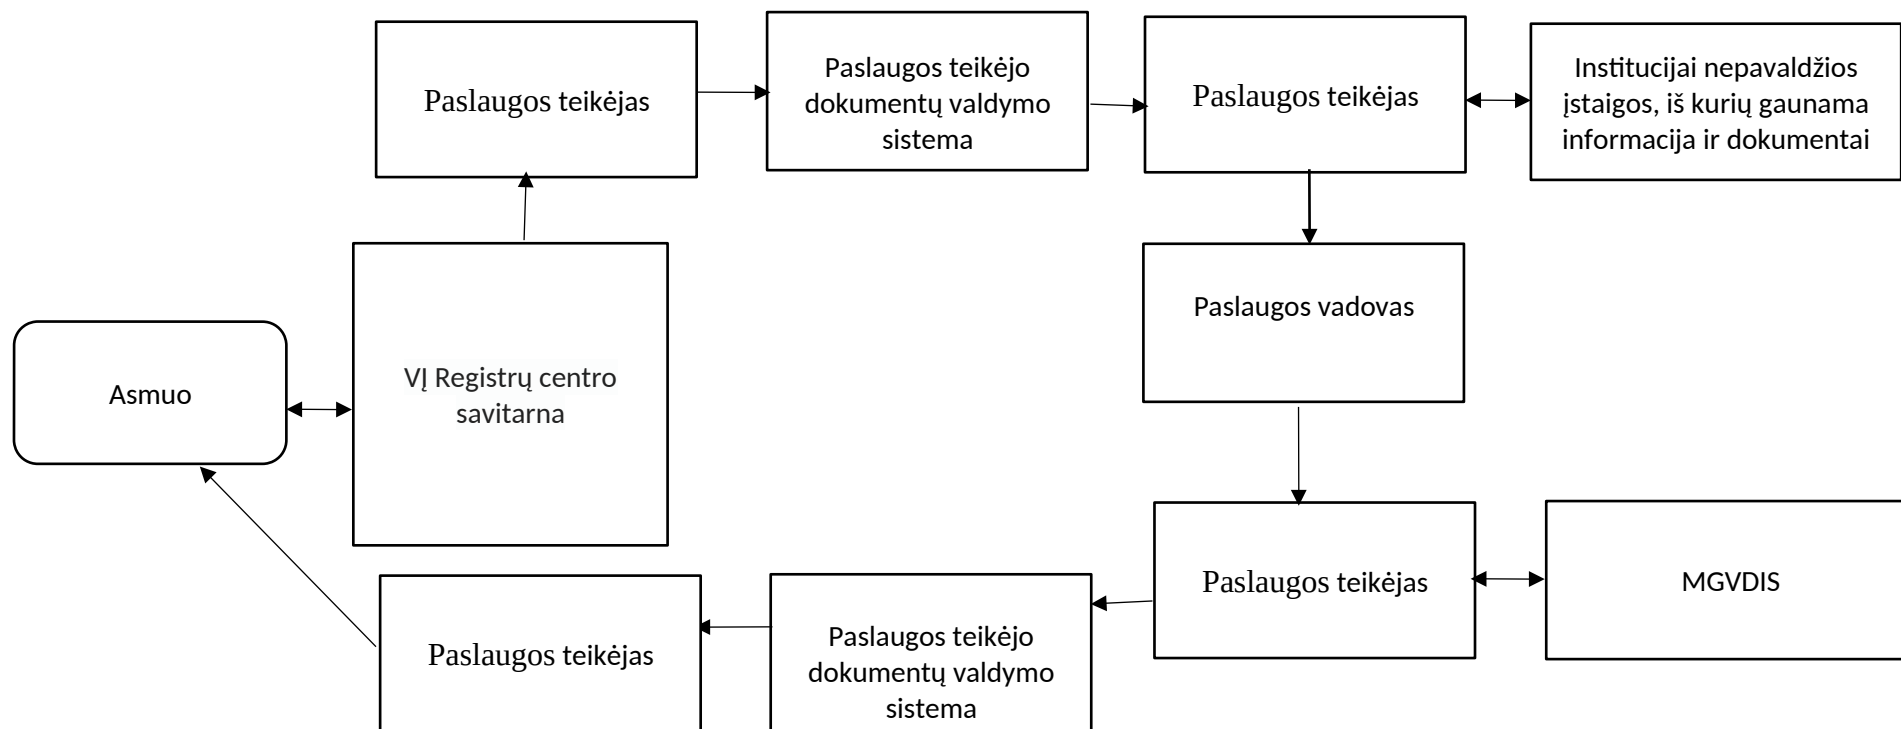 Paslaugos teikėjas
Paslaugos teikėjo
dokumentų valdymo
sistema
Paslaugos teikėjas
Institucijai nepavaldžios
įstaigos, iš kurių gaunama
informacija ir dokumentai
Paslaugos vadovas
VĮ Registrų centro
savitarna
Asmuo
Paslaugos teikėjas
MGVDIS
Paslaugos teikėjo
dokumentų valdymo
sistema
Paslaugos teikėjas